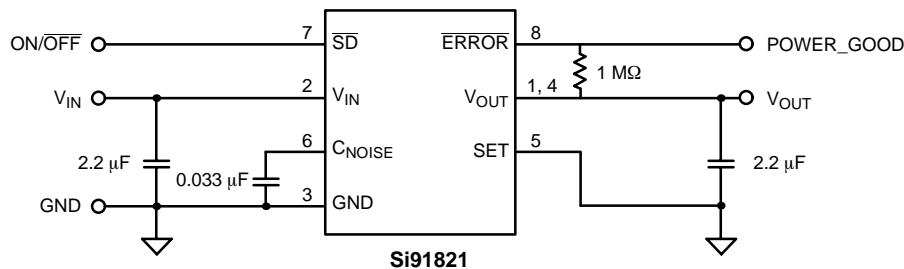 ON/OFF 7 SD ERROR 8 POWER_GOOD
1 MΩ
VIN 2 VIN VOUT 1, 4 VOUT
2.2 μF 6 CNOISE SET 5 2.2 μF
0.033 μF
GND 3 GND
Si91821